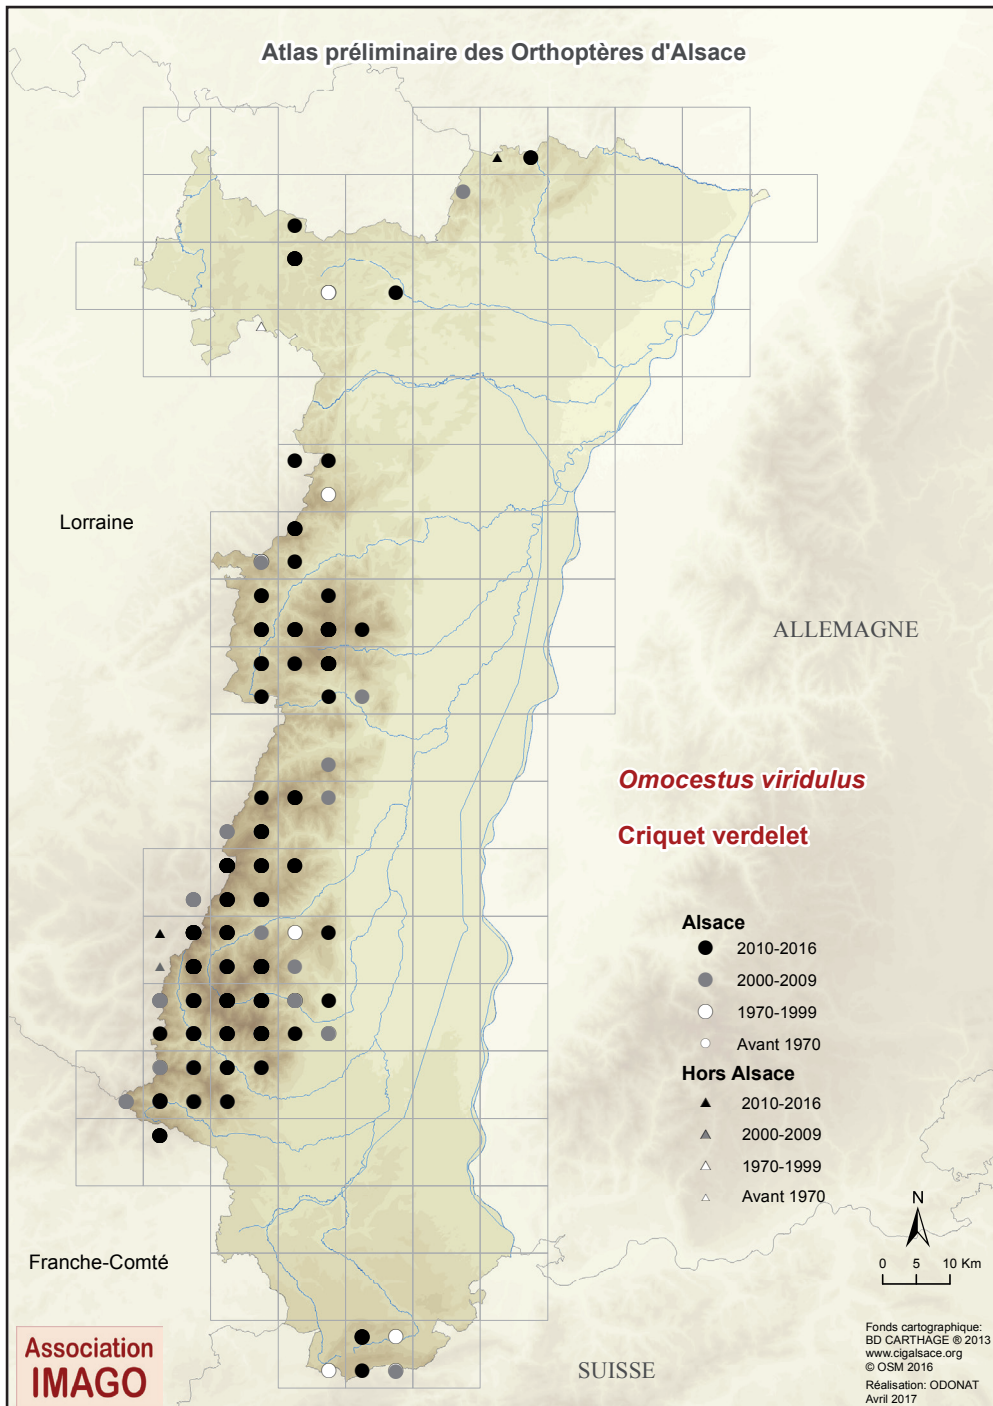 Atlas préliminaire des Orthoptères d'Alsace
Lorraine
ALLEMAGNE
Omocestus viridulus
Criquet verdelet
Alsace
2010-2016
2000-2009
1970-1999
Avant 1970
Hors Alsace
2010-2016
2000-2009
1970-1999
Avant 1970
N
0 5 10 Km
Franche-Comté
SUISSE
Association
IMAGO
Fonds cartographique:
BD CARTHAGE ® 2013
www.cigalsace.org
© OSM 2016
Réalisation: ODONAT
Avril 2017